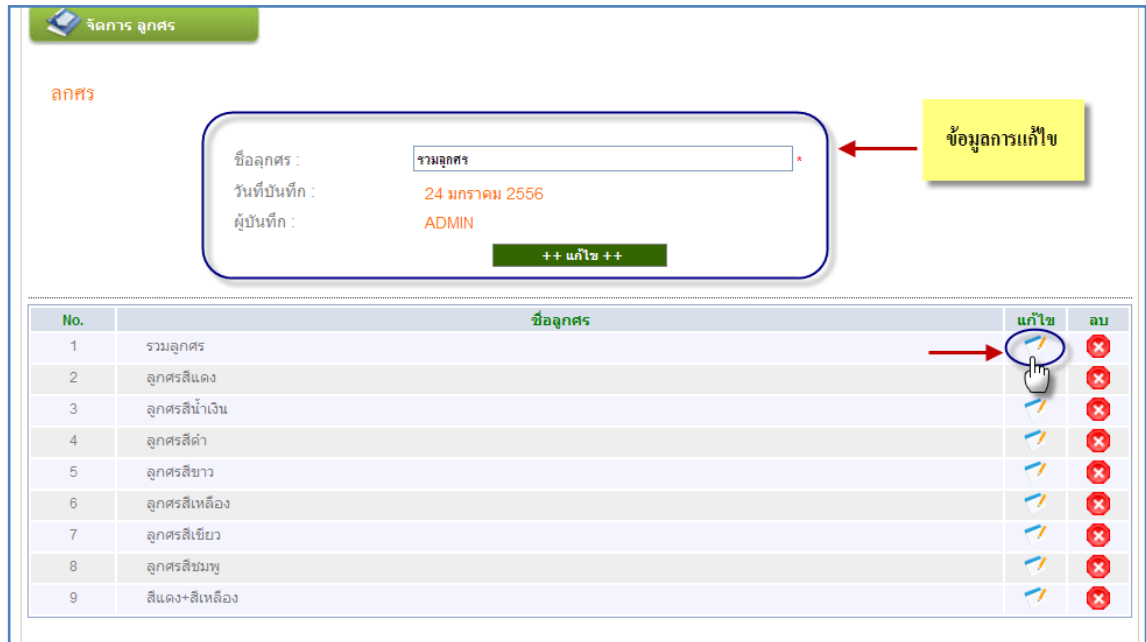 จัดการ ลูกศร
ลูกศร
ข้อมูลการแก้ไข
ชื่อลูกศร : รวมลูกศร *
วันที่บันทึก : 24 มกราคม 2556
ผู้บันทึก : ADMIN
++ แก้ไข ++
No. ชื่อลูกศร แก้ไข ลบ
1 รวมลูกศร
2 ลูกศรสีแดง
3 ลูกศรสีน้ำเงิน
4 ลูกศรสีดำ
5 ลูกศรสีขาว
6 ลูกศรสีเหลือง
7 ลูกศรสีเขียว
8 ลูกศรสีชมพู
9 สีแดง+สีเหลือง